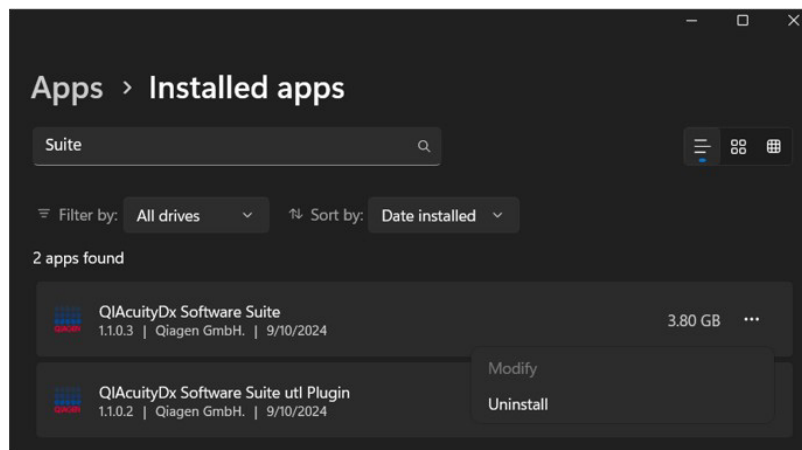 Apps > Installed apps
Suite
Filter by: All drives Sort by: Date installed
2 apps found
QIAcuityDx Software Suite
1.1.0.3 | Qiagen GmbH. | 9/10/2024
3.80 GB
Modify
Uninstall
QIAcuityDx Software Suite utl Plugin
1.1.0.2 | Qiagen GmbH. | 9/10/2024
QIAGEN
QIAGEN